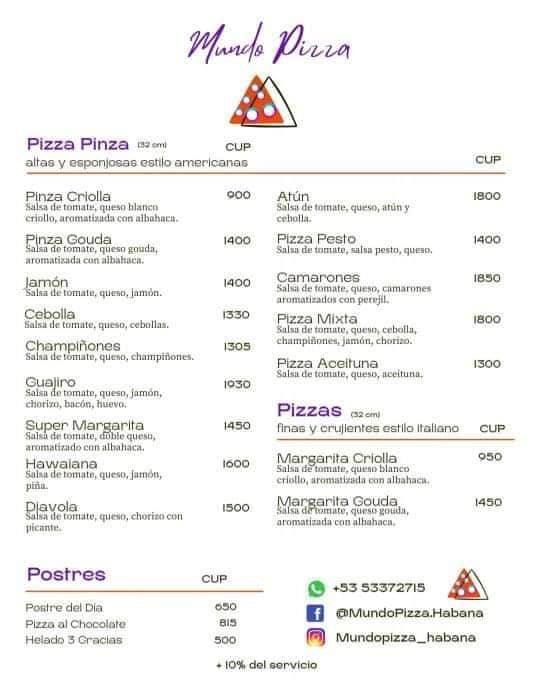 Mundo Pizza
Pizza Pinza (32 cm) CUP
altas y esponjosas estilo americanas
Pinza Criolla 900
Salsa de tomate, queso blanco
criollo, aromatizada con albahaca.
Pinza Gouda 1400
Salsa de tomate, queso gouda,
aromatizada con albahaca.
Jamón 1400
Salsa de tomate, queso, jamón.
Cebolla 1330
Salsa de tomate, queso, cebollas.
Champiñones 1305
Salsa de tomate, queso, champiñones.
Guajiro 1930
Salsa de tomate, queso, jamón,
chorizo, bacón, huevo.
Super Margarita 1450
Salsa de tomate, doble queso,
aromatizado con albahaca.
Hawaiana 1600
Salsa de tomate, queso, jamón,
piña.
Diavola 1500
Salsa de tomate, queso, chorizo con
picante.
CUP
Atún 1800
Salsa de tomate, queso, atún y
cebolla.
Pizza Pesto 1400
Salsa de tomate, salsa pesto, queso.
Camarones 1850
Salsa de tomate, queso, camarones
aromatizados con perejil.
Pizza Mixta 1800
Salsa de tomate, queso, cebolla,
champiñones, jamón, chorizo.
Pizza Aceituna 1300
Salsa de tomate, queso, aceituna.
Pizzas (32 cm)
finas y crujientes estilo italiano CUP
Margarita Criolla 950
Salsa de tomate, queso blanco
criollo, aromatizada con albahaca.
Margarita Gouda 1450
Salsa de tomate, queso gouda,
aromatizada con albahaca.
Postres CUP
Postre del Dia 650
Pizza al Chocolate 815
Helado 3 Gracias 500
+53 53372715
@MundoPizza.Habana
Mundopizza_habana
+ 10% del servicio